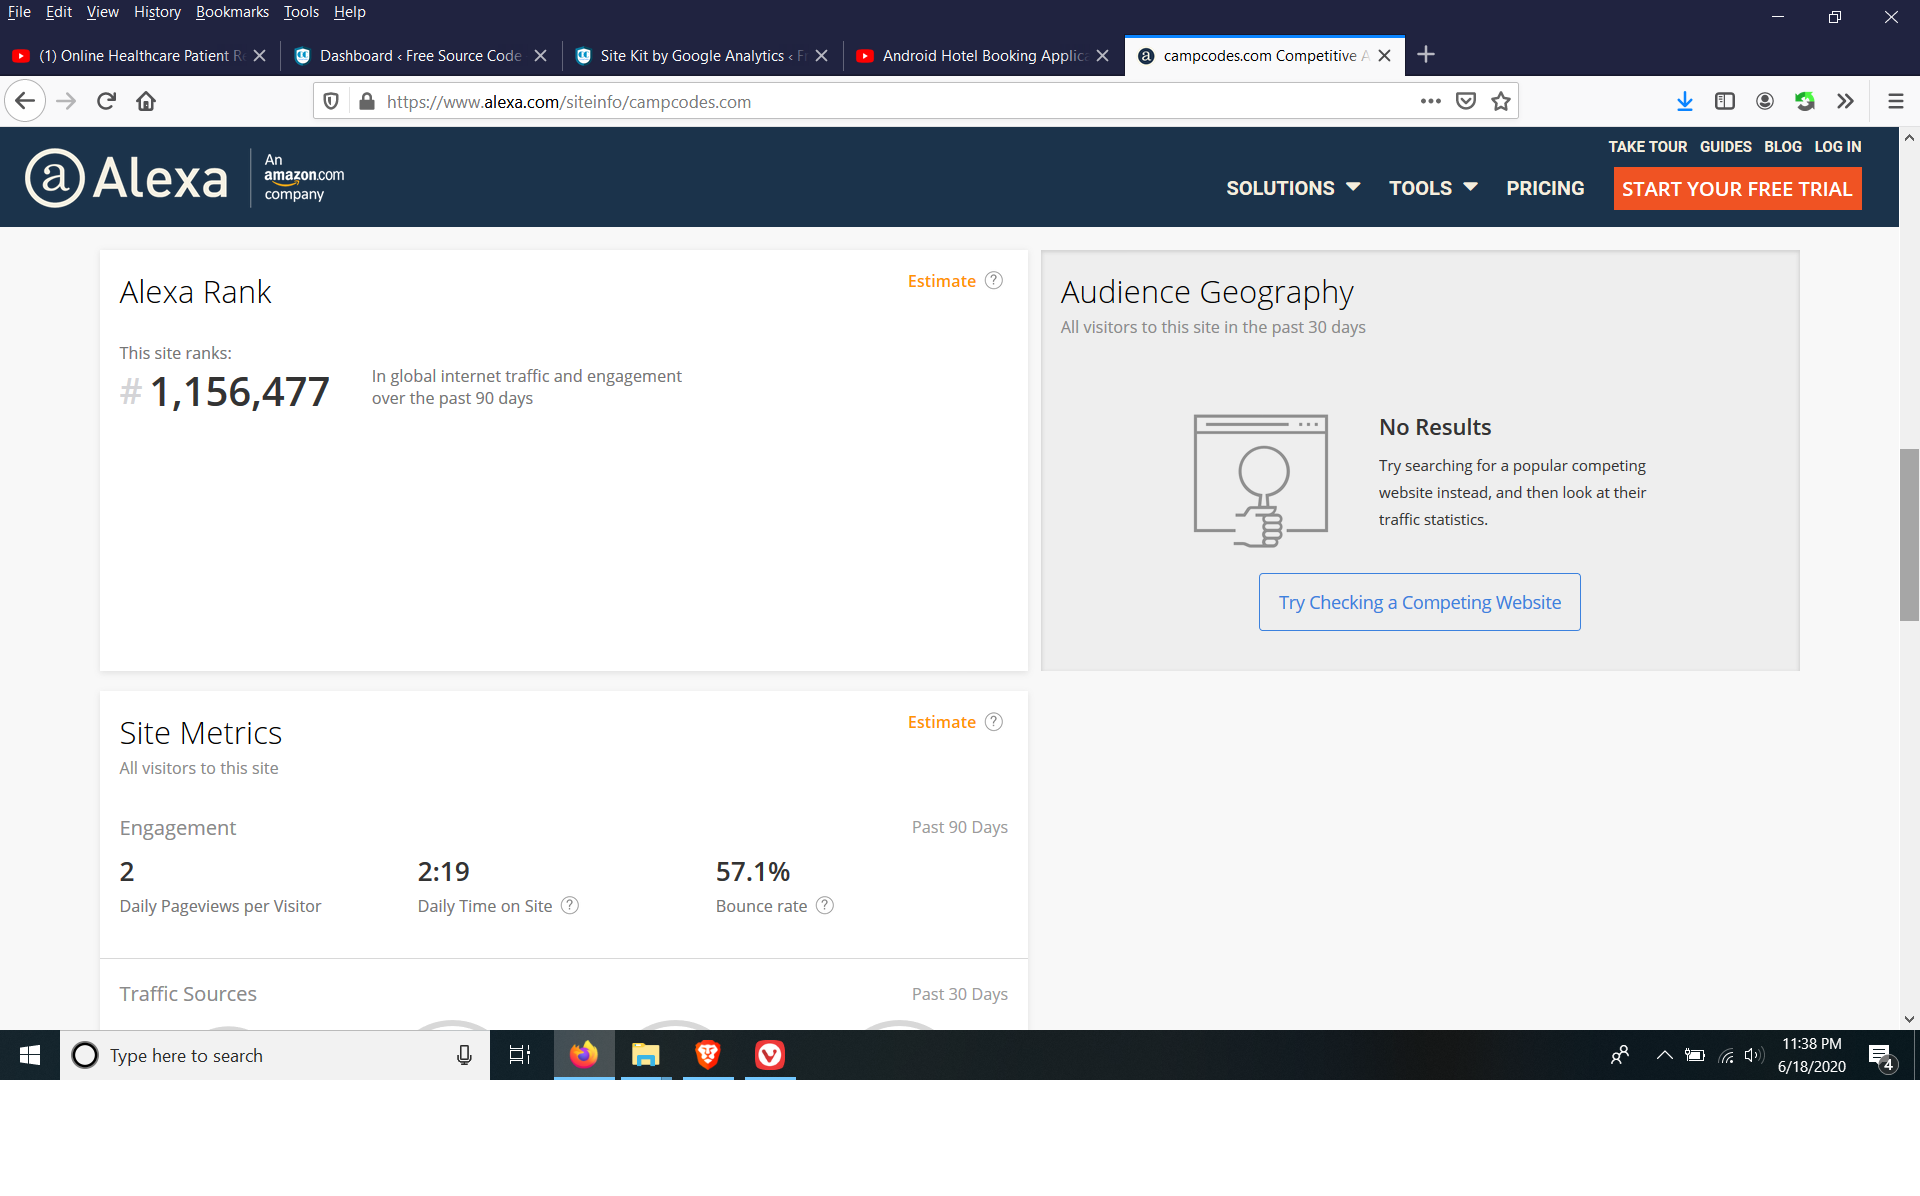 File Edit View History Bookmarks Tools Help
(1) Online Healthcare Patient Re
Dashboard ‹ Free Source Code
Site Kit by Google Analytics ‹ F
Android Hotel Booking Applica
campcodes.com Competitive A
https://www.alexa.com/siteinfo/campcodes.com
Alexa
An
amazon.com
company
TAKE TOUR GUIDES BLOG LOG IN
SOLUTIONS TOOLS PRICING START YOUR FREE TRIAL
Alexa Rank
Estimate ?
This site ranks:
# 1,156,477
In global internet traffic and engagement
over the past 90 days
Audience Geography
All visitors to this site in the past 30 days
No Results
Try searching for a popular competing
website instead, and then look at their
traffic statistics.
Try Checking a Competing Website
Site Metrics
Estimate ?
All visitors to this site
Engagement
Past 90 Days
2
Daily Pageviews per Visitor
2:19
Daily Time on Site ?
57.1%
Bounce rate ?
Traffic Sources
Past 30 Days
Type here to search
11:38 PM
6/18/2020
4